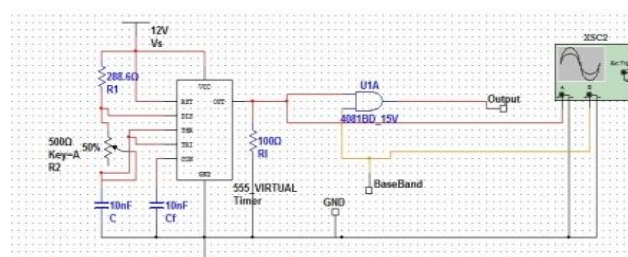 12V
Vs
XSC2
288.6Ω
R1
VCC
U1A
RST
OUT
DIS
Output
4081BD_15V
THR
500Ω
50%
TRI
100Ω
Key=A
Rl
R2
CON
GND
BaseBand
555_VIRTUAL
Timer
GND
10nF
C
10nF
Cf
A
B